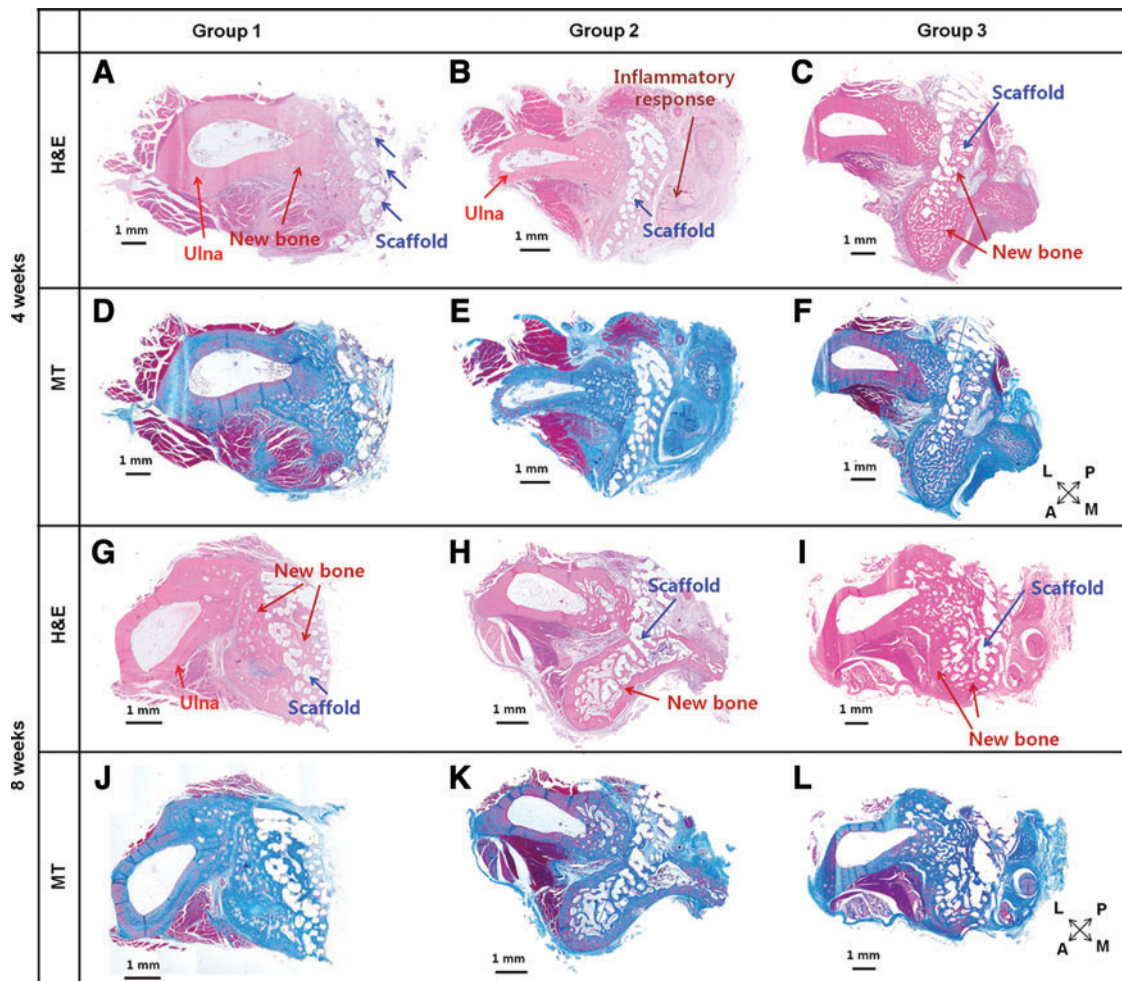 Group 1
Group 2
Group 3
4 weeks
H&E
A
Ulna
New bone
Scaffold
1 mm
B
Inflammatory
response
Ulna
Scaffold
1 mm
C
Scaffold
New bone
1 mm
MT
D
1 mm
E
1 mm
F
1 mm
L P
A M
8 weeks
H&E
G
New bone
Ulna
Scaffold
1 mm
H
Scaffold
New bone
1 mm
I
Scaffold
New bone
1 mm
MT
J
1 mm
K
1 mm
L
1 mm
L P
A M